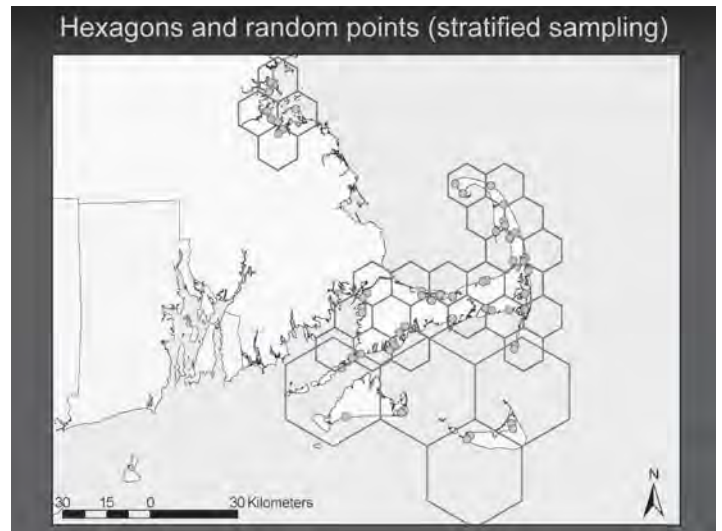 Hexagons and random points (stratified sampling)
N
30 15 0 30 Kilometers